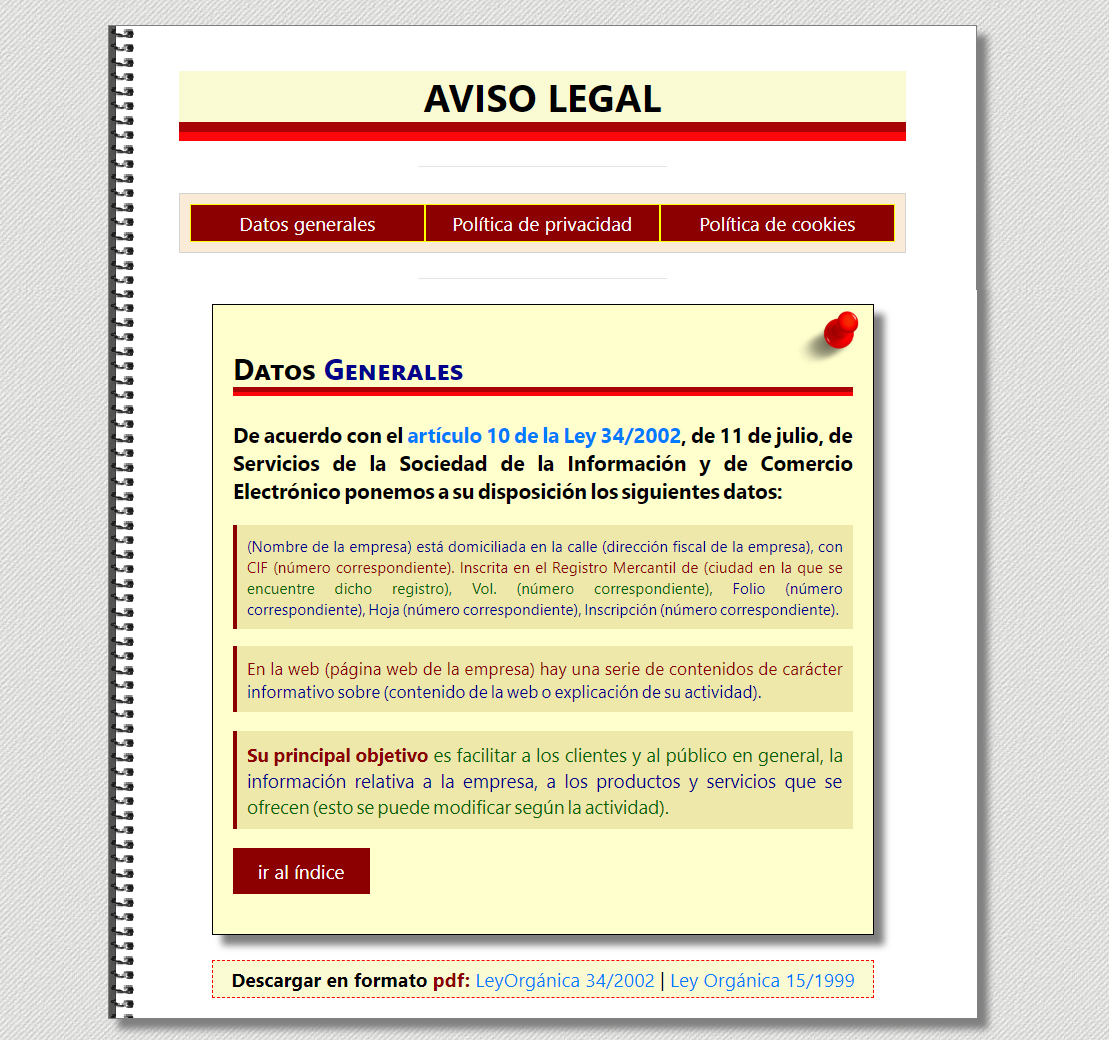 AVISO LEGAL
Datos generales
Política de privacidad
Política de cookies
Datos Generales
De acuerdo con el artículo 10 de la Ley 34/2002, de 11 de julio, de
Servicios de la Sociedad de la Información y de Comercio
Electrónico ponemos a su disposición los siguientes datos:
(Nombre de la empresa) está domiciliada en la calle (dirección fiscal de la empresa), con
CIF (número correspondiente). Inscrita en el Registro Mercantil de (ciudad en la que se
encuentre dicho registro), Vol. (número correspondiente), Folio (número
correspondiente), Hoja (número correspondiente), Inscripción (número correspondiente).
En la web (página web de la empresa) hay una serie de contenidos de carácter
informativo sobre (contenido de la web o explicación de su actividad).
Su principal objetivo es facilitar a los clientes y al público en general, la
información relativa a la empresa, a los productos y servicios que se
ofrecen (esto se puede modificar según la actividad).
ir al índice
Descargar en formato pdf: LeyOrgánica 34/2002 | Ley Orgánica 15/1999